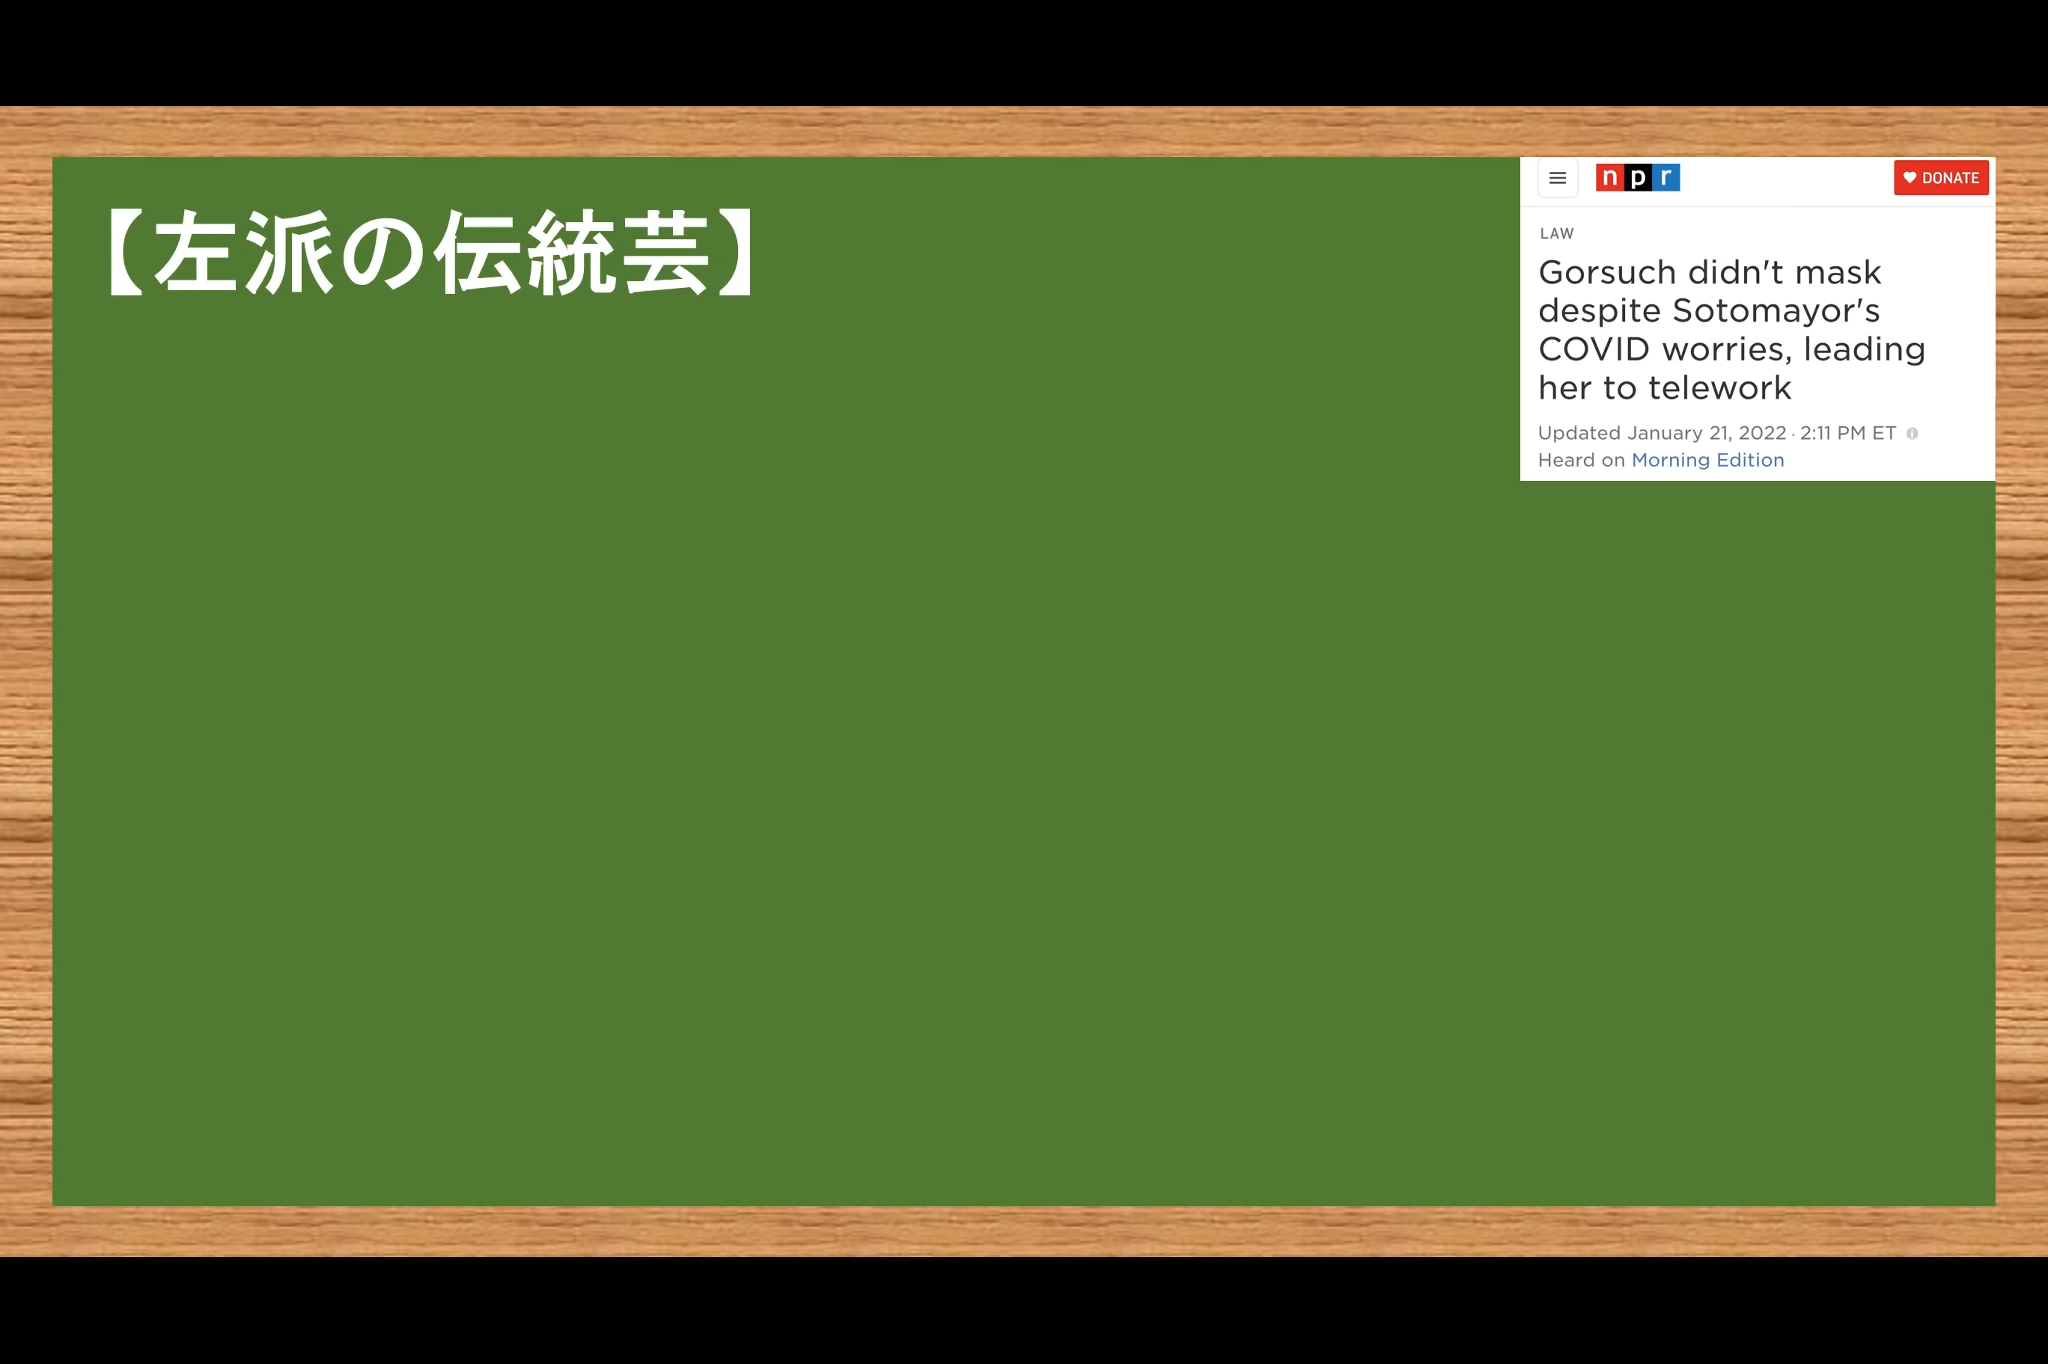 【左派の伝統芸】
npr
DONATE
LAW
Gorsuch didn't mask
despite Sotomayor's
COVID worries, leading
her to telework
Updated January 21, 2022 · 2:11 PM ET
Heard on Morning Edition